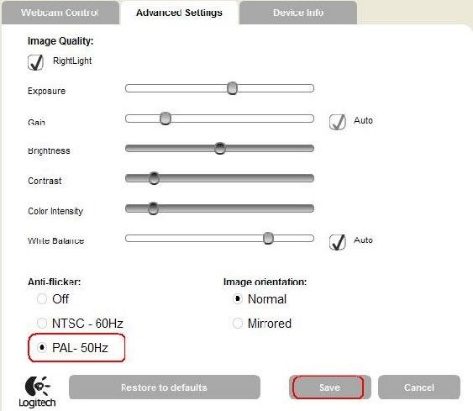 Webcam Control Advanced Settings Device Info
Image Quality:
RightLight
Exposure
Gain Auto
Brightness
Contrast
Color Intensity
White Balance Auto
Anti-flicker: Image orientation:
Off Normal
NTSC - 60Hz Mirrored
PAL- 50Hz
Logitech Restore to defaults Save Cancel